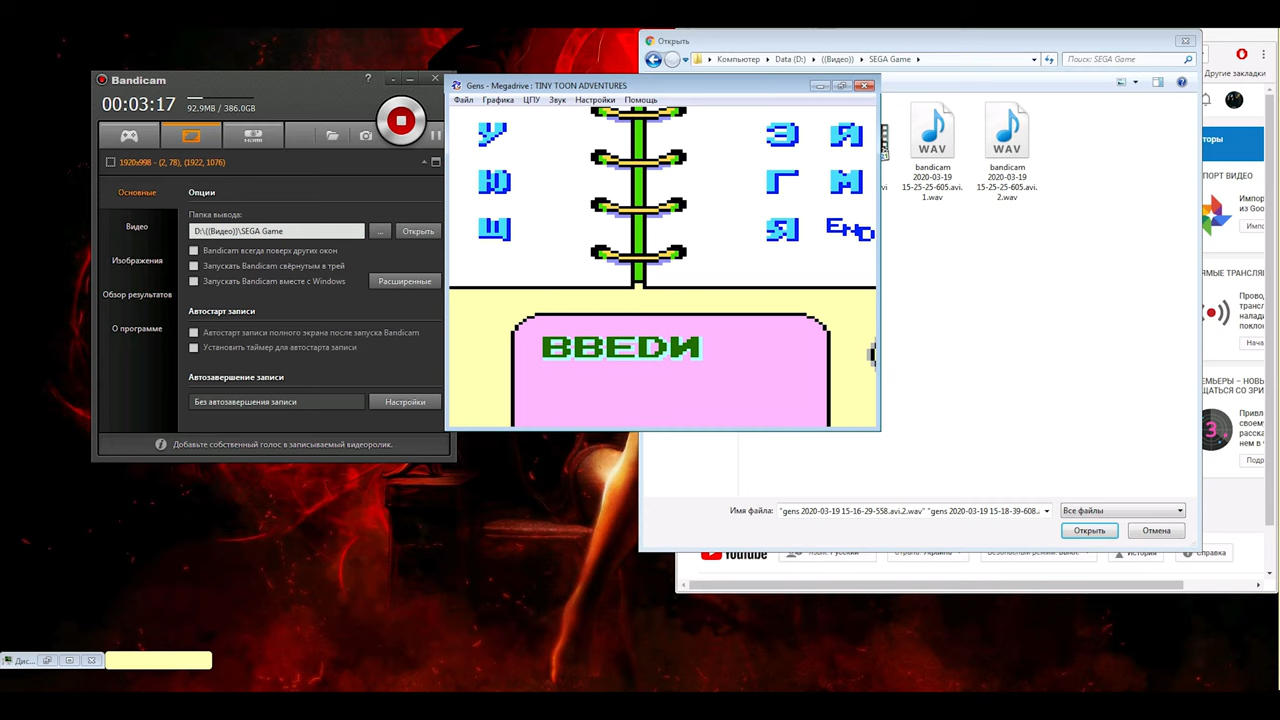 Bandicam
00:03:17
92.9MB / 386.0GB
HDMI
1920x998 - (2, 78), (1922, 1076)
Основные
Видео
Изображения
Обзор результатов
О программе
Опции
Папка вывода:
D:\((Видео))\SEGA Game
...
Открыть
Bandicam всегда поверх других окон
Запускать Bandicam свёрнутым в трей
Запускать Bandicam вместе с Windows
Расширенные
Автостарт записи
Автостарт записи полного экрана после запуска Bandicam
Установить таймер для автостарта записи
Автозавершение записи
Без автозавершения записи
Настройки
Добавьте собственный голос в записываемый видеоролик.
Gens - Megadrive : TINY TOON ADVENTURES
Файл Графика ЦПУ Звук Настройки Помощь
У Э Й
Ю Г М
Щ Я END
ВВЕDИ
Открыть
Компьютер Data (D:) ((Видео)) SEGA Game
Поиск: SEGA Game
WAV WAV
bandicam 2020-03-19 15-25-25-605.avi.1.wav
bandicam 2020-03-19 15-25-25-605.avi.2.wav
Имя файла:
"gens 2020-03-19 15-16-29-558.avi.2.wav" "gens 2020-03-19 15-18-39-608.
Все файлы
Открыть Отмена
Другие закладки
YouTube
История
Справка
Дис...